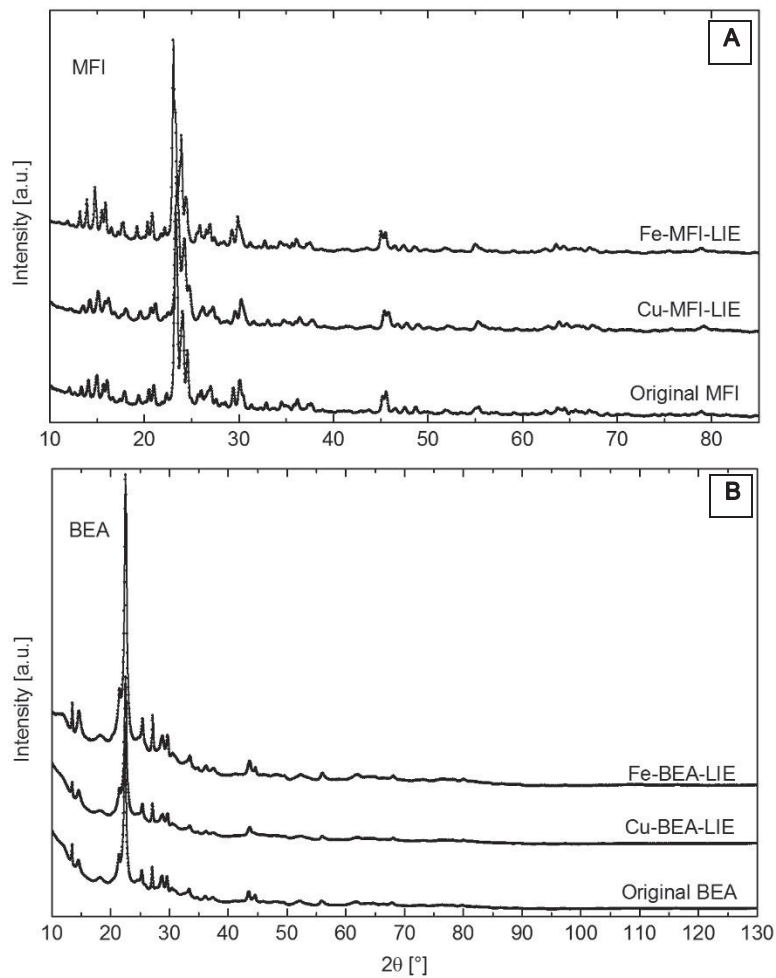 A
MFI
Intensity [a.u.]
Fe-MFI-LIE
Cu-MFI-LIE
Original MFI
10 20 30 40 50 60 70 80
B
BEA
Intensity [a.u.]
Fe-BEA-LIE
Cu-BEA-LIE
Original BEA
10 20 30 40 50 60 70 80 90 100 110 120 130
2θ [°]